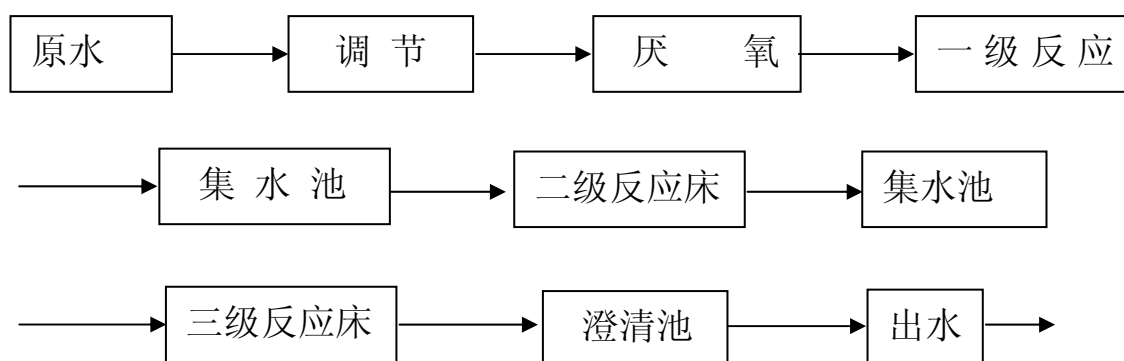 原水 调 节 厌 氧 一 级 反 应
集 水 池 二级反应床 集水池
三级反应床 澄清池 出水